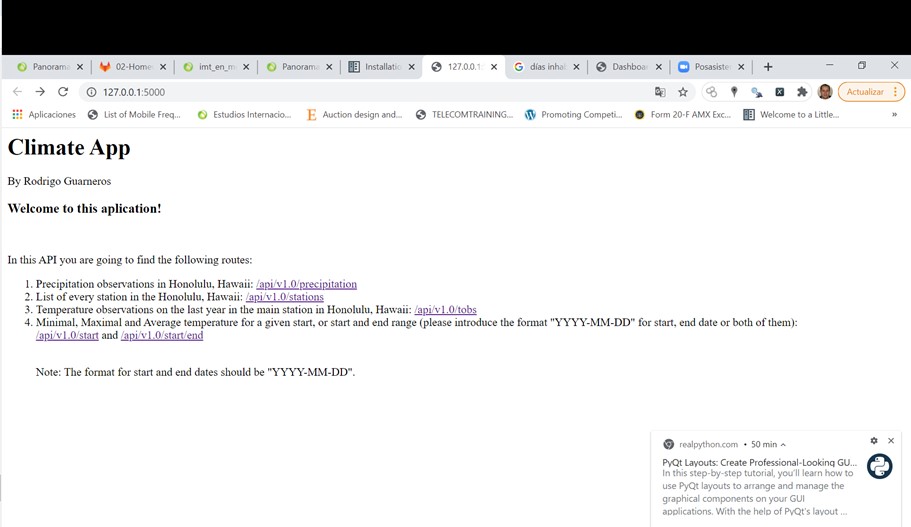 Panorama
02-Home
imt_en_m
Panorama
Installatio
127.0.0.1:
días inhal
Dashboa
Posasiste
127.0.0.1:5000
Actualizar
Aplicaciones
List of Mobile Freq...
Estudios Internacio...
Auction design and...
TELECOMTRAINING...
Promoting Competi...
Form 20-F AMX Exc...
Welcome to a Little...
»
Climate App
By Rodrigo Guarneros
Welcome to this aplication!
In this API you are going to find the following routes:
1. Precipitation observations in Honolulu, Hawaii: /api/v1.0/precipitation
2. List of every station in the Honolulu, Hawaii: /api/v1.0/stations
3. Temperature observations on the last year in the main station in Honolulu, Hawaii: /api/v1.0/tobs
4. Minimal, Maximal and Average temperature for a given start, or start and end range (please introduce the format "YYYY-MM-DD" for start, end date or both of them):
/api/v1.0/start and /api/v1.0/start/end
Note: The format for start and end dates should be "YYYY-MM-DD".
realpython.com • 50 min
PyQt Layouts: Create Professional-Looking GU...
In this step-by-step tutorial, you'll learn how to
use PyQt layouts to arrange and manage the
graphical components on your GUI
applications. With the help of PyQt's layout ...